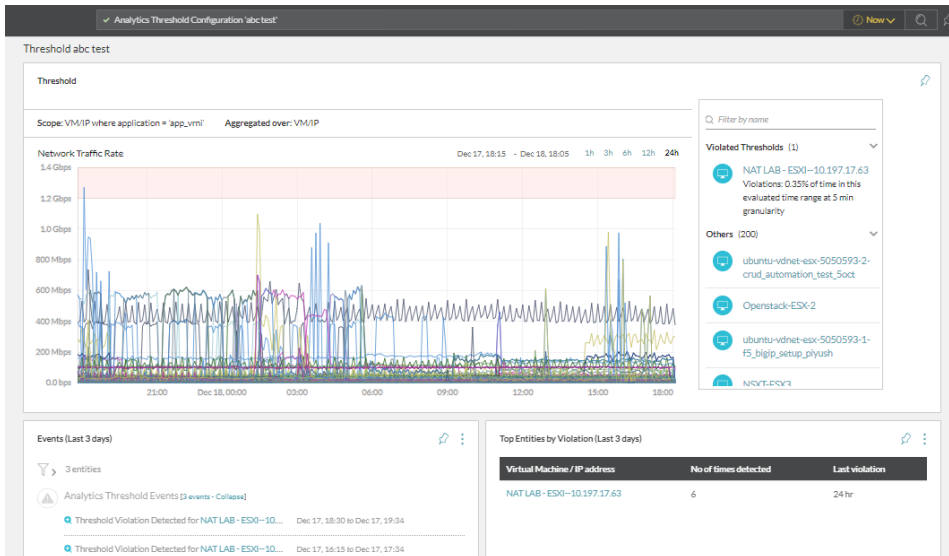 Analytics Threshold Configuration 'abc test'
Now
Threshold abc test
Threshold
Scope: VM/IP where application = 'app_vrni' Aggregated over: VM/IP
Network Traffic Rate
Dec 17, 18:15 - Dec 18, 18:05 1h 3h 6h 12h 24h
1.4 Gbps
1.2 Gbps
1.0 Gbps
800 Mbps
600 Mbps
400 Mbps
200 Mbps
0.0 bps
21:00 Dec 18, 00:00 03:00 06:00 09:00 12:00 15:00 18:00
Filter by name
Violated Thresholds (1)
NAT LAB - ESXI--10.197.17.63
Violations: 0.35% of time in this
evaluated time range at 5 min
granularity
Others (200)
ubuntu-vdnet-esx-5050593-2-
crud_automation_test_5oct
Openstack-ESX-2
ubuntu-vdnet-esx-5050593-1-
f5_bigip_setup_piyush
NSXT-ESX3
Events (Last 3 days)
3 entities
Analytics Threshold Events [3 events - Collapse]
Threshold Violation Detected for NAT LAB - ESXI--10.... Dec 17, 18:30 to Dec 17, 19:34
Threshold Violation Detected for NAT LAB - ESXI--10.... Dec 17, 16:15 to Dec 17, 17:34
Top Entities by Violation (Last 3 days)
Virtual Machine / IP address No of times detected Last violation
NAT LAB - ESXI--10.197.17.63 6 24 hr